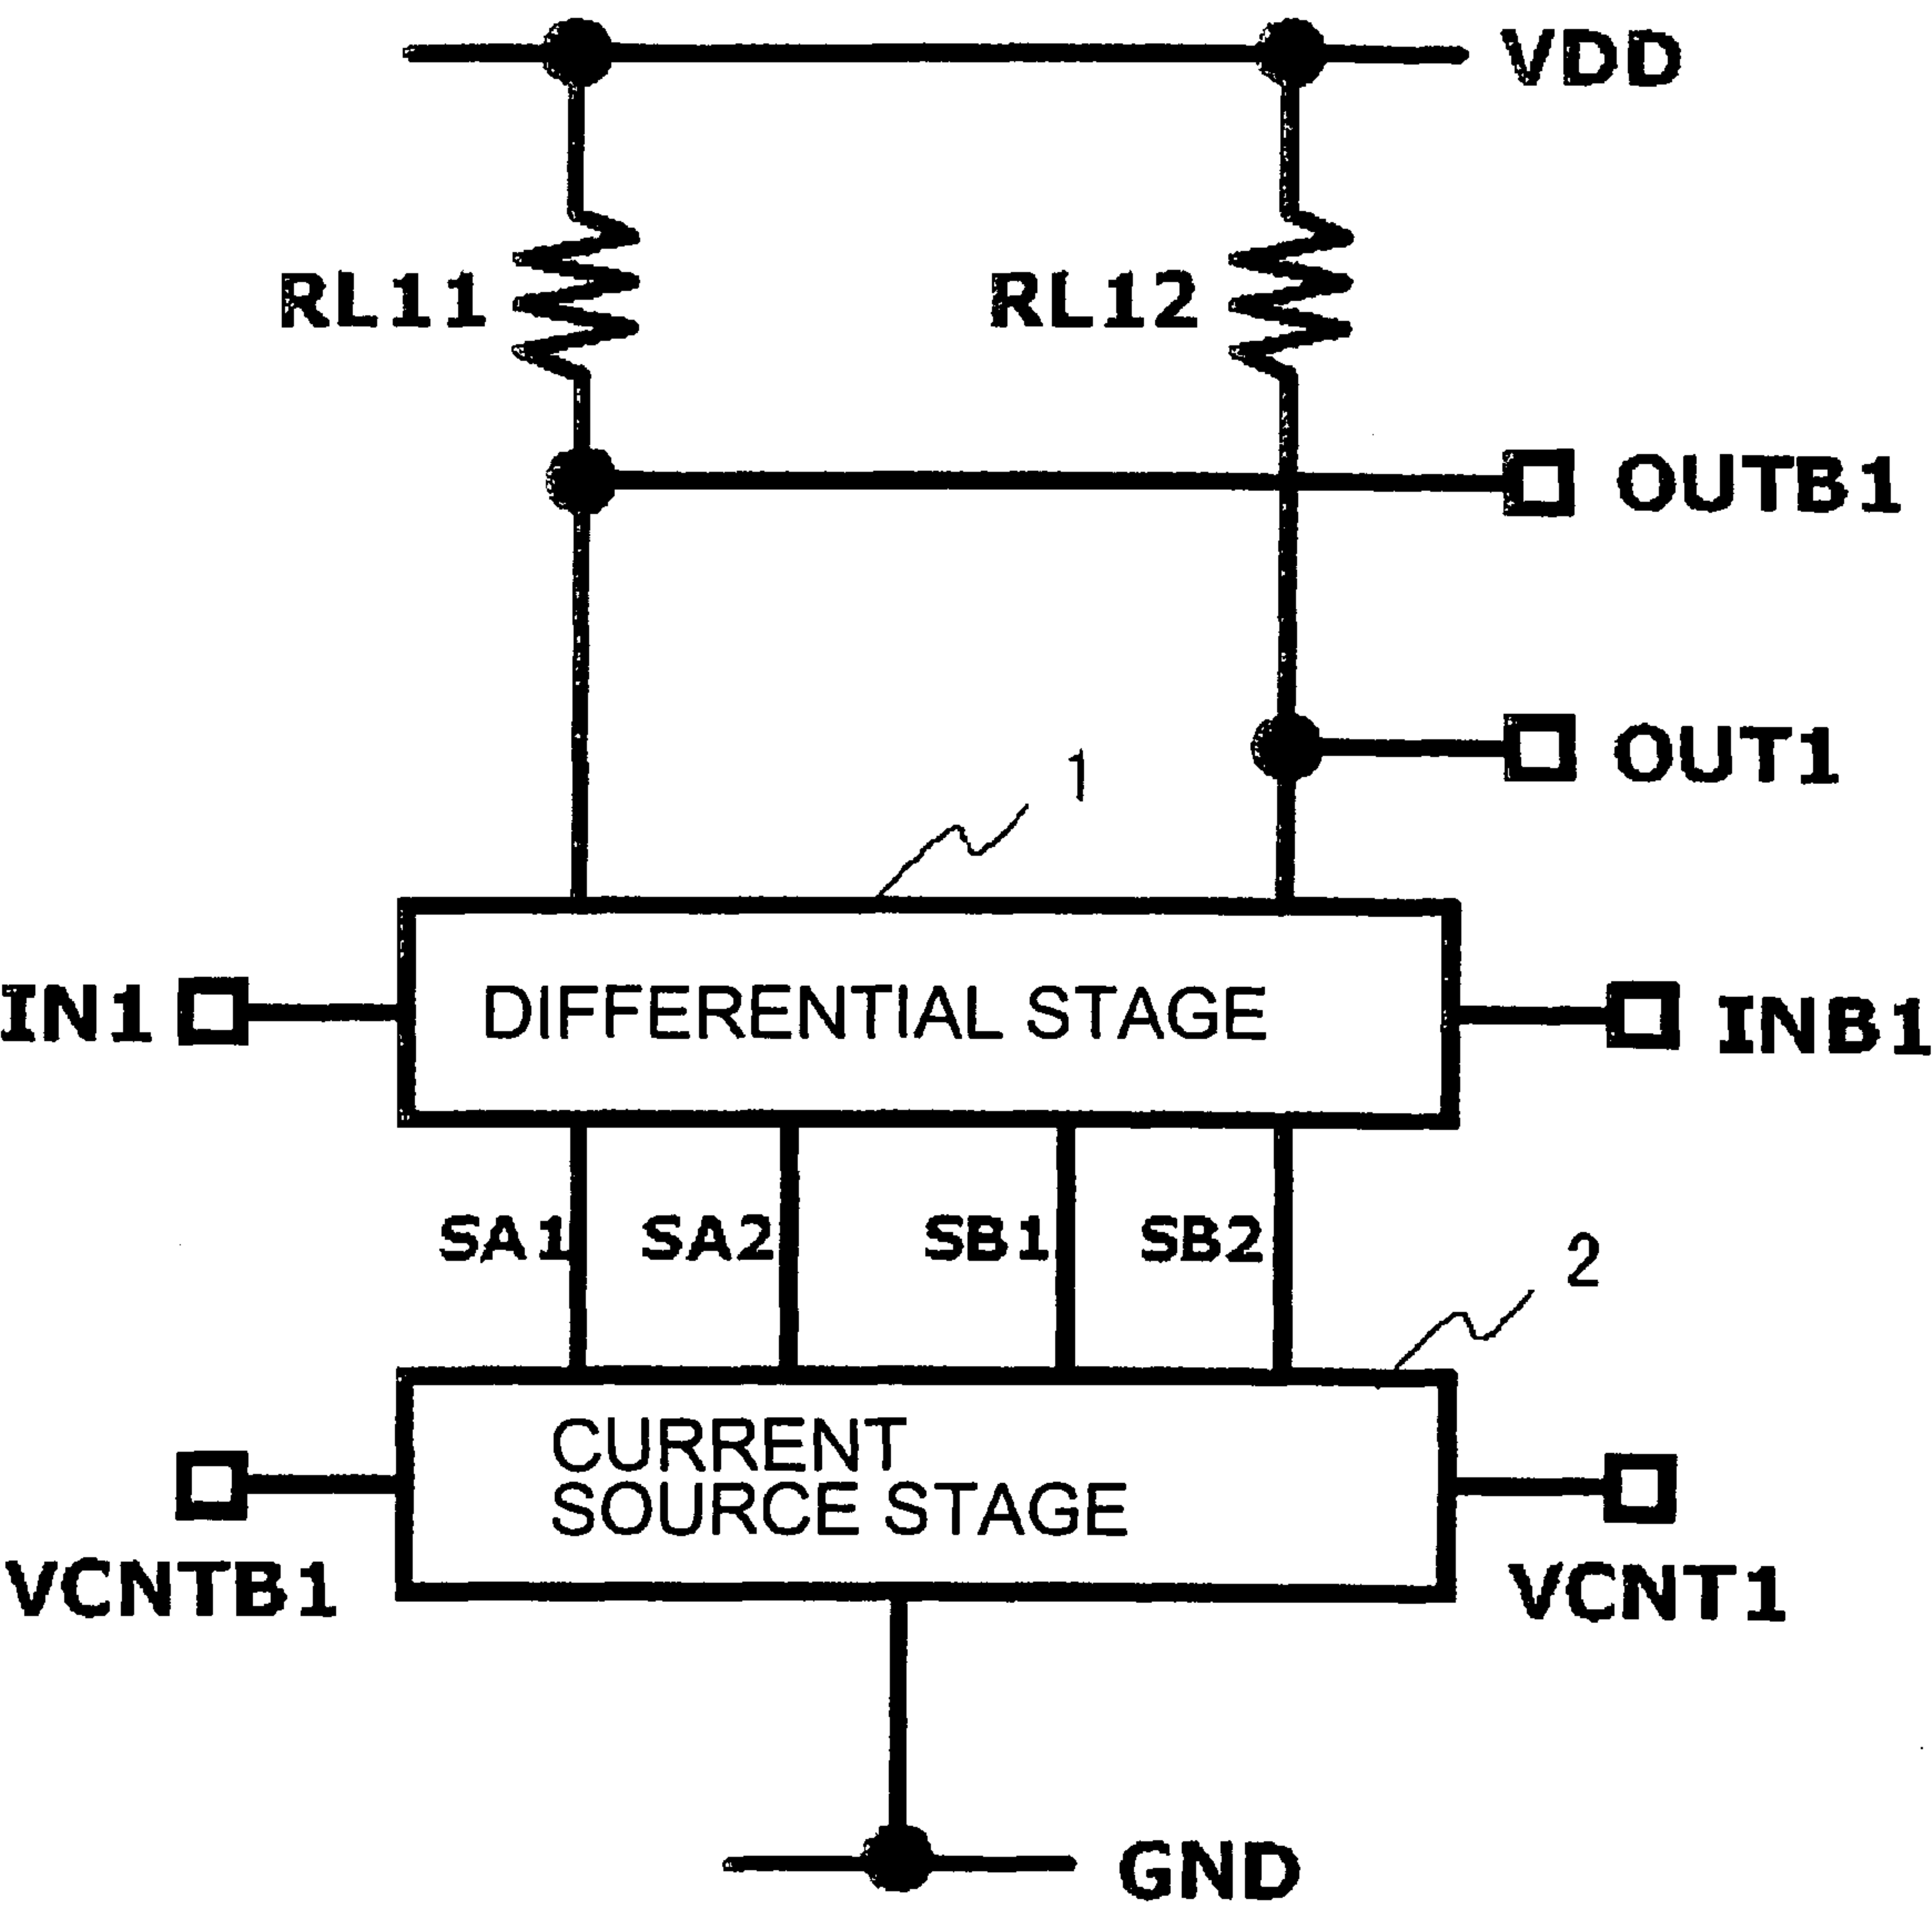 VDD
RL11
RL12
OUTB1
OUT1
1
IN1
DIFFERENTIAL STAGE
INB1
SA1
SA2
SB1
SB2
2
CURRENT
SOURCE STAGE
VCNTB1
VCNT1
GND